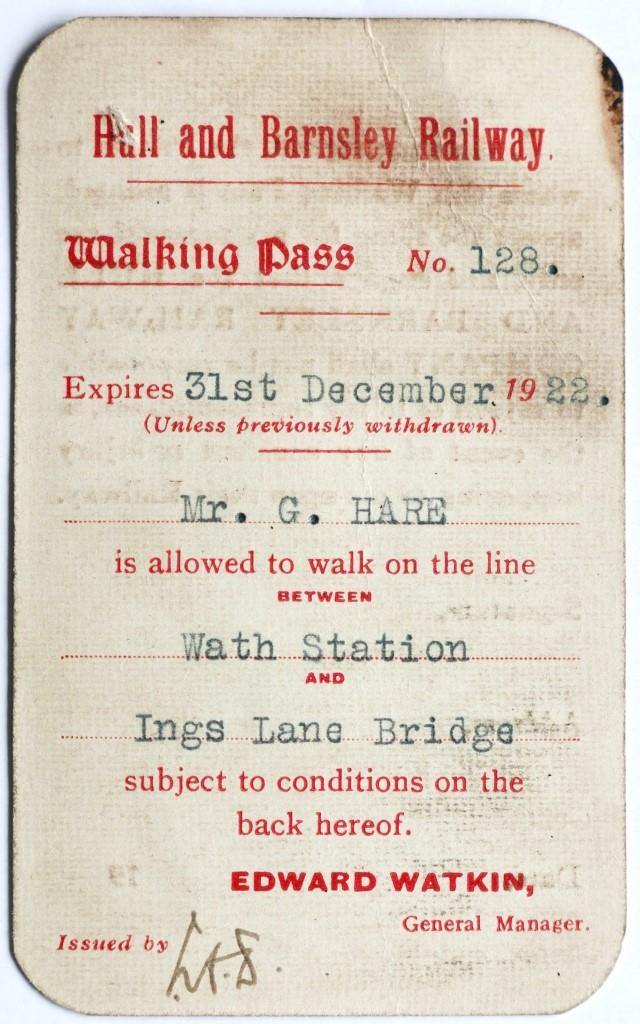 Hull and Barnsley Railway.
Walking Pass No. 128.
Expires 31st December 1922.
(Unless previously withdrawn).
Mr. G. HARE
is allowed to walk on the line
BETWEEN
Wath Station
AND
Ings Lane Bridge
subject to conditions on the
back hereof.
EDWARD WATKIN,
General Manager.
Issued by